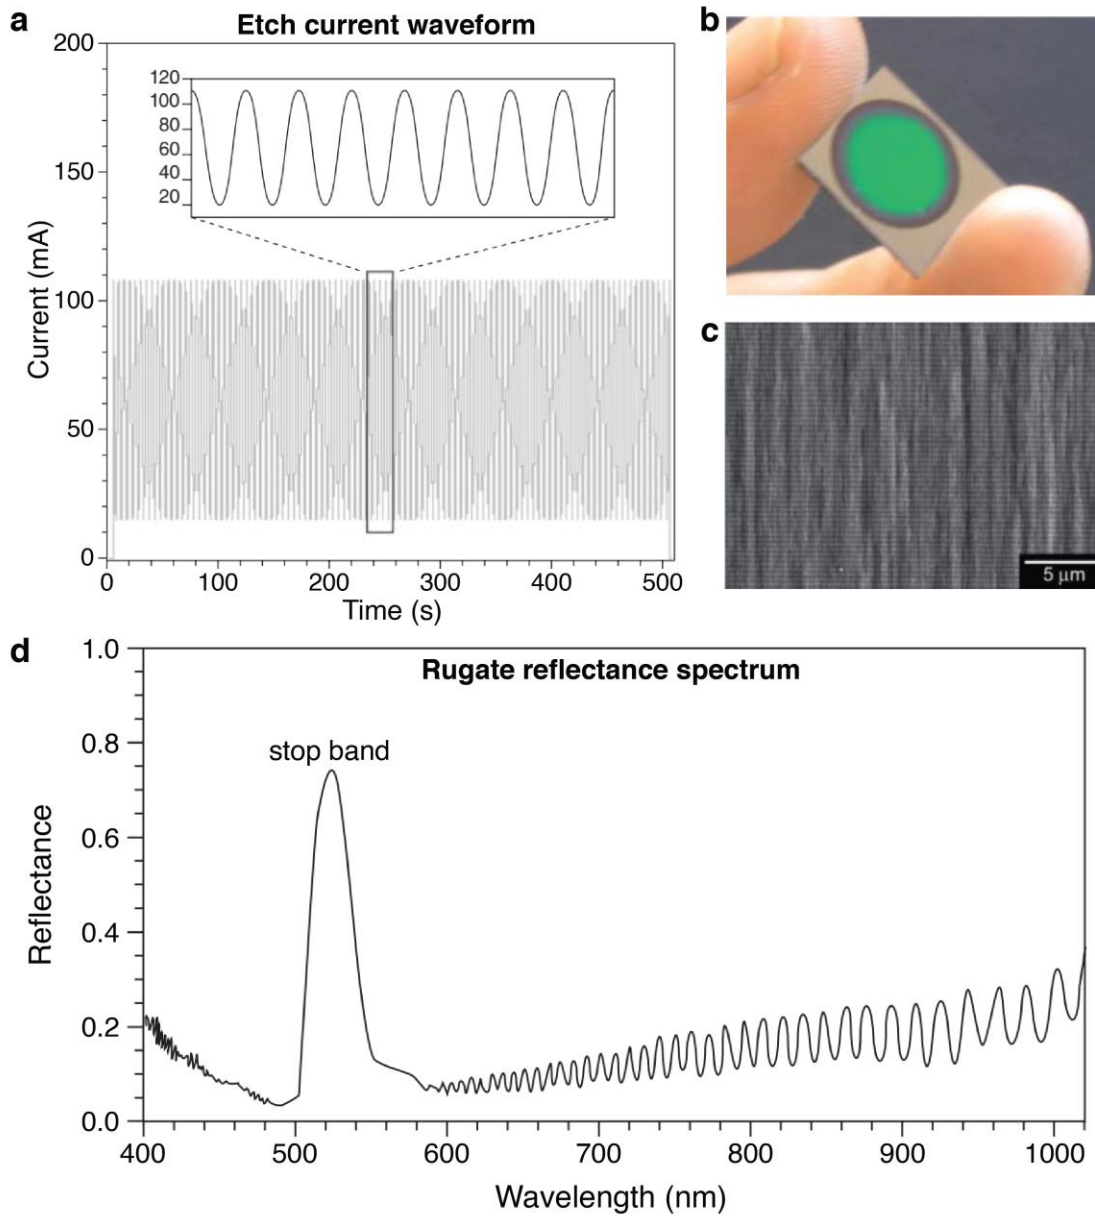 a
Etch current waveform
200
150
100
50
0
Current (mA)
120
100
80
60
40
20
0
100
200
300
400
500
Time (s)
b
c
5 µm
d
Rugate reflectance spectrum
stop band
1.0
0.8
0.6
0.4
0.2
0.0
Reflectance
400
500
600
700
800
900
1000
Wavelength (nm)